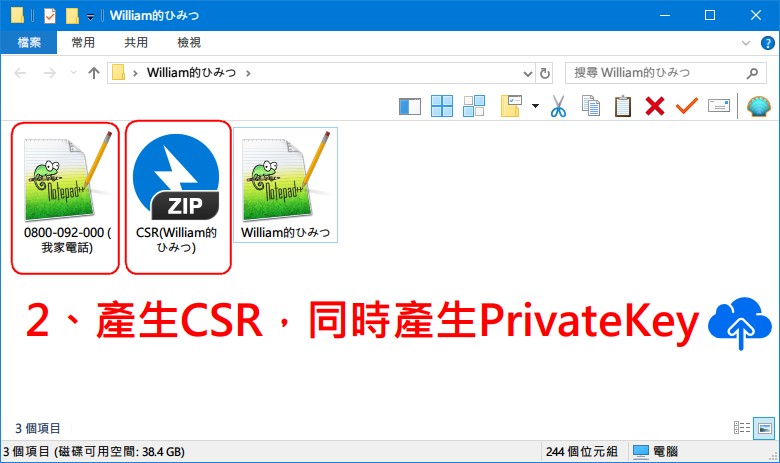 William的ひみつ
檔案 常用 共用 檢視
William的ひみつ 搜尋 William的ひみつ
Notepad++ ZIP Notepad++
0800-092-000 ( CSR(William的 William的ひみつ
我家電話) ひみつ)
2、產生CSR，同時產生PrivateKey
3 個項目
3 個項目 (磁碟可用空間: 38.4 GB) 244 個位元組 電腦